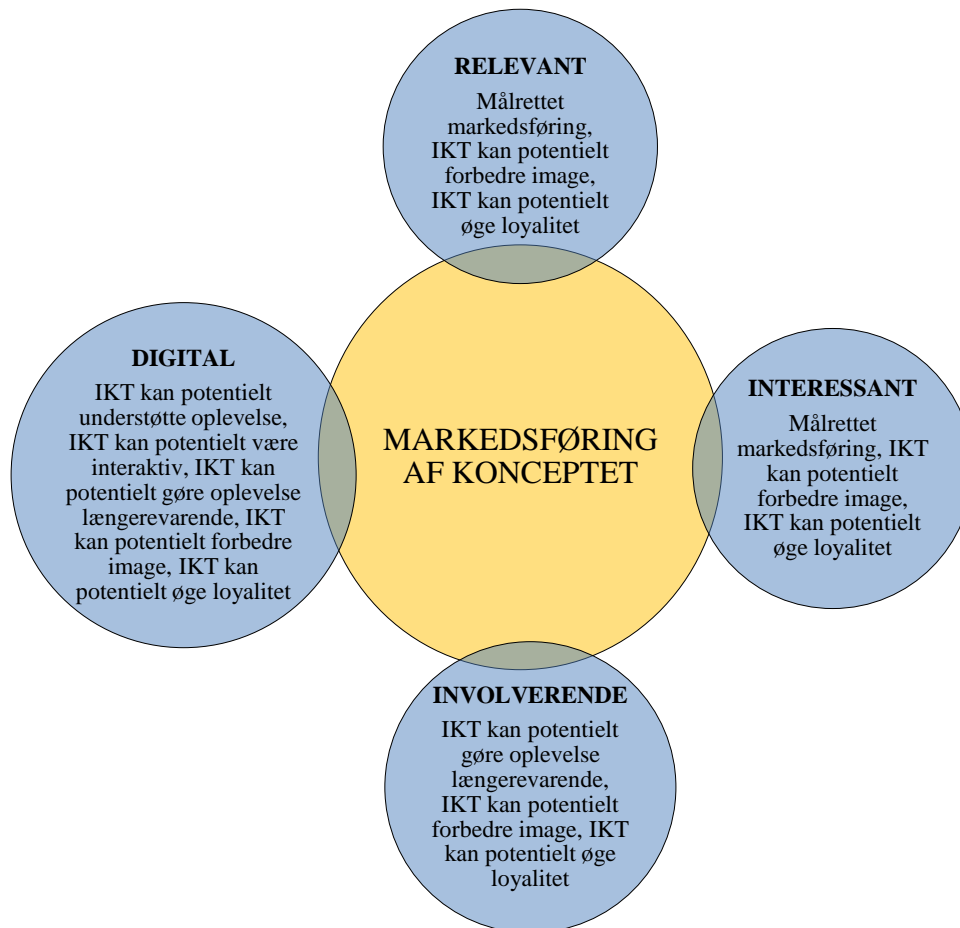 RELEVANT
Målrettet
markedsføring,
IKT kan potentielt
forbedre image,
IKT kan potentielt
øge loyalitet
DIGITAL
IKT kan potentielt
understøtte oplevelse,
IKT kan potentielt være
interaktiv, IKT kan
potentielt gøre oplevelse
længerevarende, IKT
kan potentielt forbedre
image, IKT kan
potentielt øge loyalitet
MARKEDSFØRING
AF KONCEPTET
INTERESSANT
Målrettet
markedsføring, IKT
kan potentielt
forbedre image,
IKT kan potentielt
øge loyalitet
INVOLVERENDE
IKT kan potentielt
gøre oplevelse
længerevarende,
IKT kan potentielt
forbedre image, IKT
kan potentielt øge
loyalitet